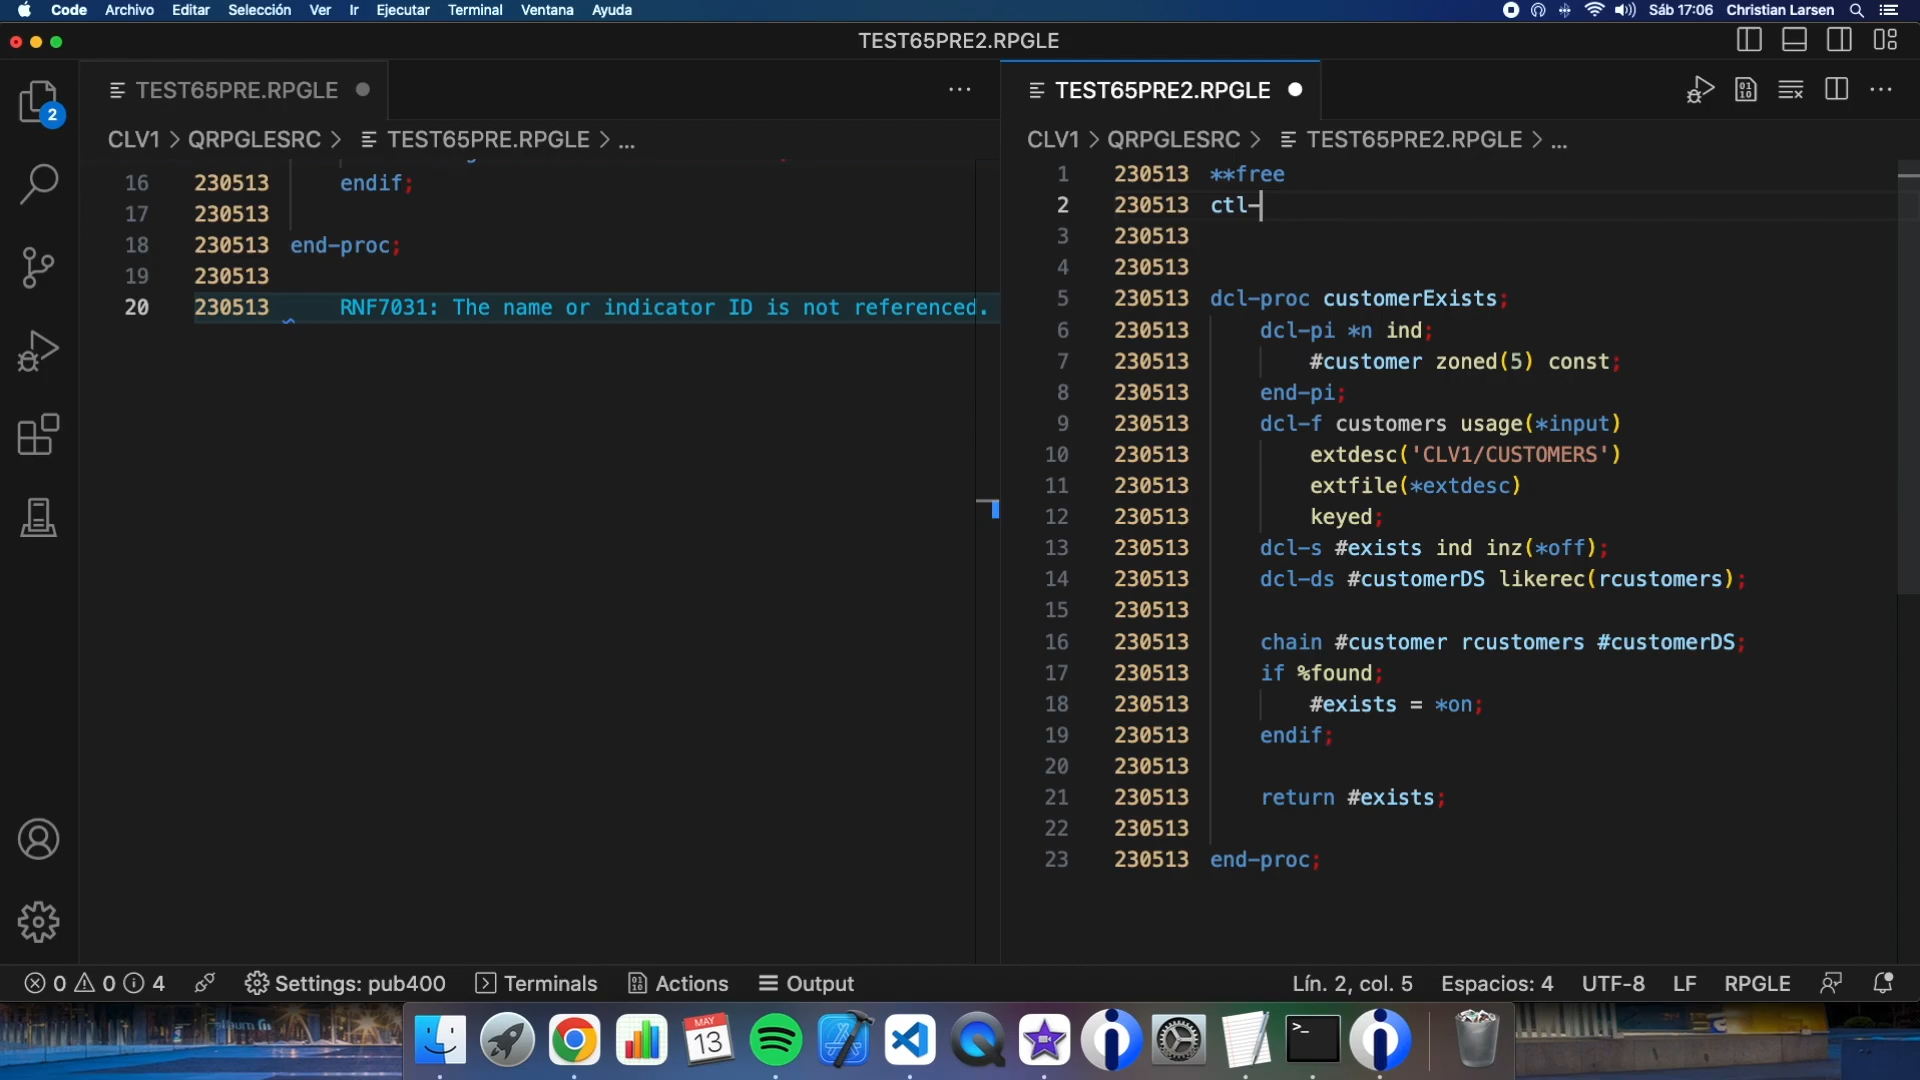 Code Archivo Editar Selección Ver Ir Ejecutar Terminal Ventana Ayuda Sáb 17:06 Christian Larsen
TEST65PRE2.RPGLE
2
TEST65PRE.RPGLE
CLV1 > QRPGLESRC > TEST65PRE.RPGLE > ...
16 230513 endif;
17 230513
18 230513 end-proc;
19 230513
20 230513 RNF7031: The name or indicator ID is not referenced.
TEST65PRE2.RPGLE
CLV1 > QRPGLESRC > TEST65PRE2.RPGLE > ...
1 230513 **free
2 230513 ctl-
3 230513
4 230513
5 230513 dcl-proc customerExists;
6 230513 dcl-pi *n ind;
7 230513 #customer zoned(5) const;
8 230513 end-pi;
9 230513 dcl-f customers usage(*input)
10 230513 extdesc('CLV1/CUSTOMERS')
11 230513 extfile(*extdesc)
12 230513 keyed;
13 230513 dcl-s #exists ind inz(*off);
14 230513 dcl-ds #customerDS likerec(rcustomers);
15 230513
16 230513 chain #customer rcustomers #customerDS;
17 230513 if %found;
18 230513 #exists = *on;
19 230513 endif;
20 230513
21 230513 return #exists;
22 230513
23 230513 end-proc;
0 0 4 Settings: pub400 Terminals Actions Output Lín. 2, col. 5 Espacios: 4 UTF-8 LF RPGLE
MAY
13